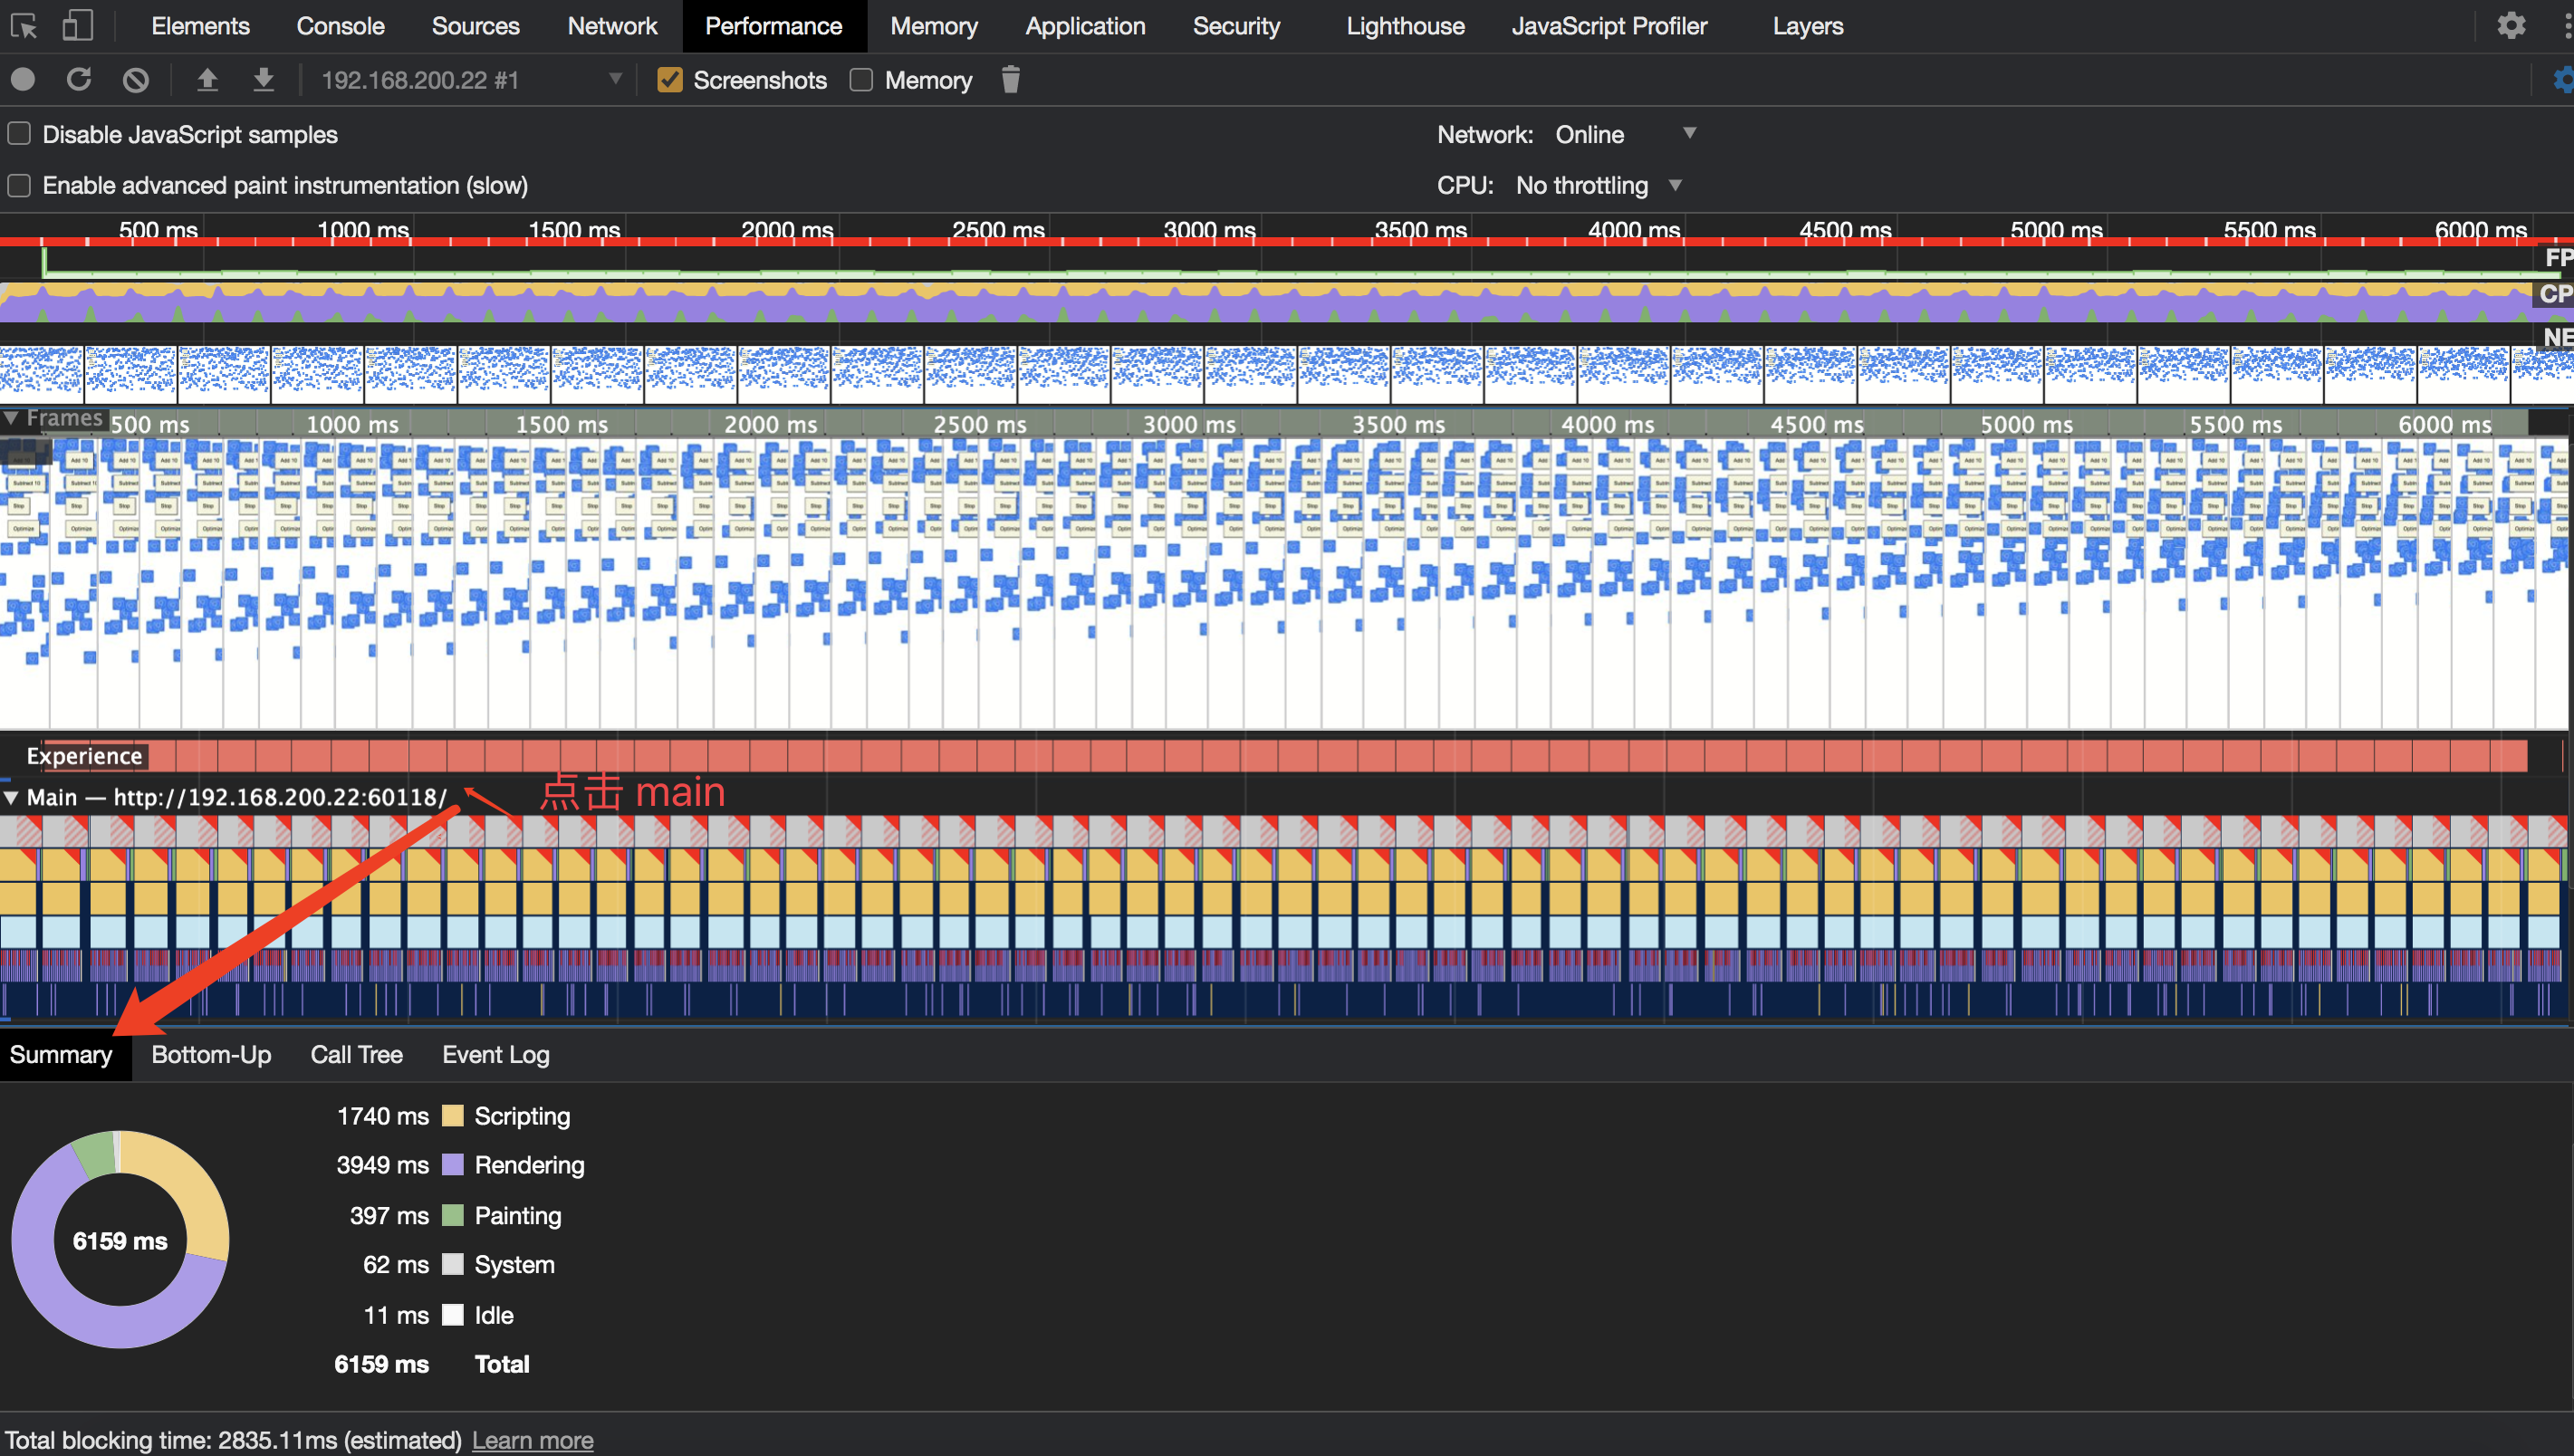 Elements Console Sources Network Performance Memory Application Security Lighthouse JavaScript Profiler Layers
192.168.200.22 #1 Screenshots Memory
Disable JavaScript samples Network: Online
Enable advanced paint instrumentation (slow) CPU: No throttling
500 ms 1000 ms 1500 ms 2000 ms 2500 ms 3000 ms 3500 ms 4000 ms 4500 ms 5000 ms 5500 ms 6000 ms
FP
CP
NE
Frames 500 ms 1000 ms 1500 ms 2000 ms 2500 ms 3000 ms 3500 ms 4000 ms 4500 ms 5000 ms 5500 ms 6000 ms
Experience
点击 main
Main — http://192.168.200.22:60118/
Summary Bottom-Up Call Tree Event Log
1740 ms Scripting
3949 ms Rendering
397 ms Painting
6159 ms
62 ms System
11 ms Idle
6159 ms Total
Total blocking time: 2835.11ms (estimated) Learn more